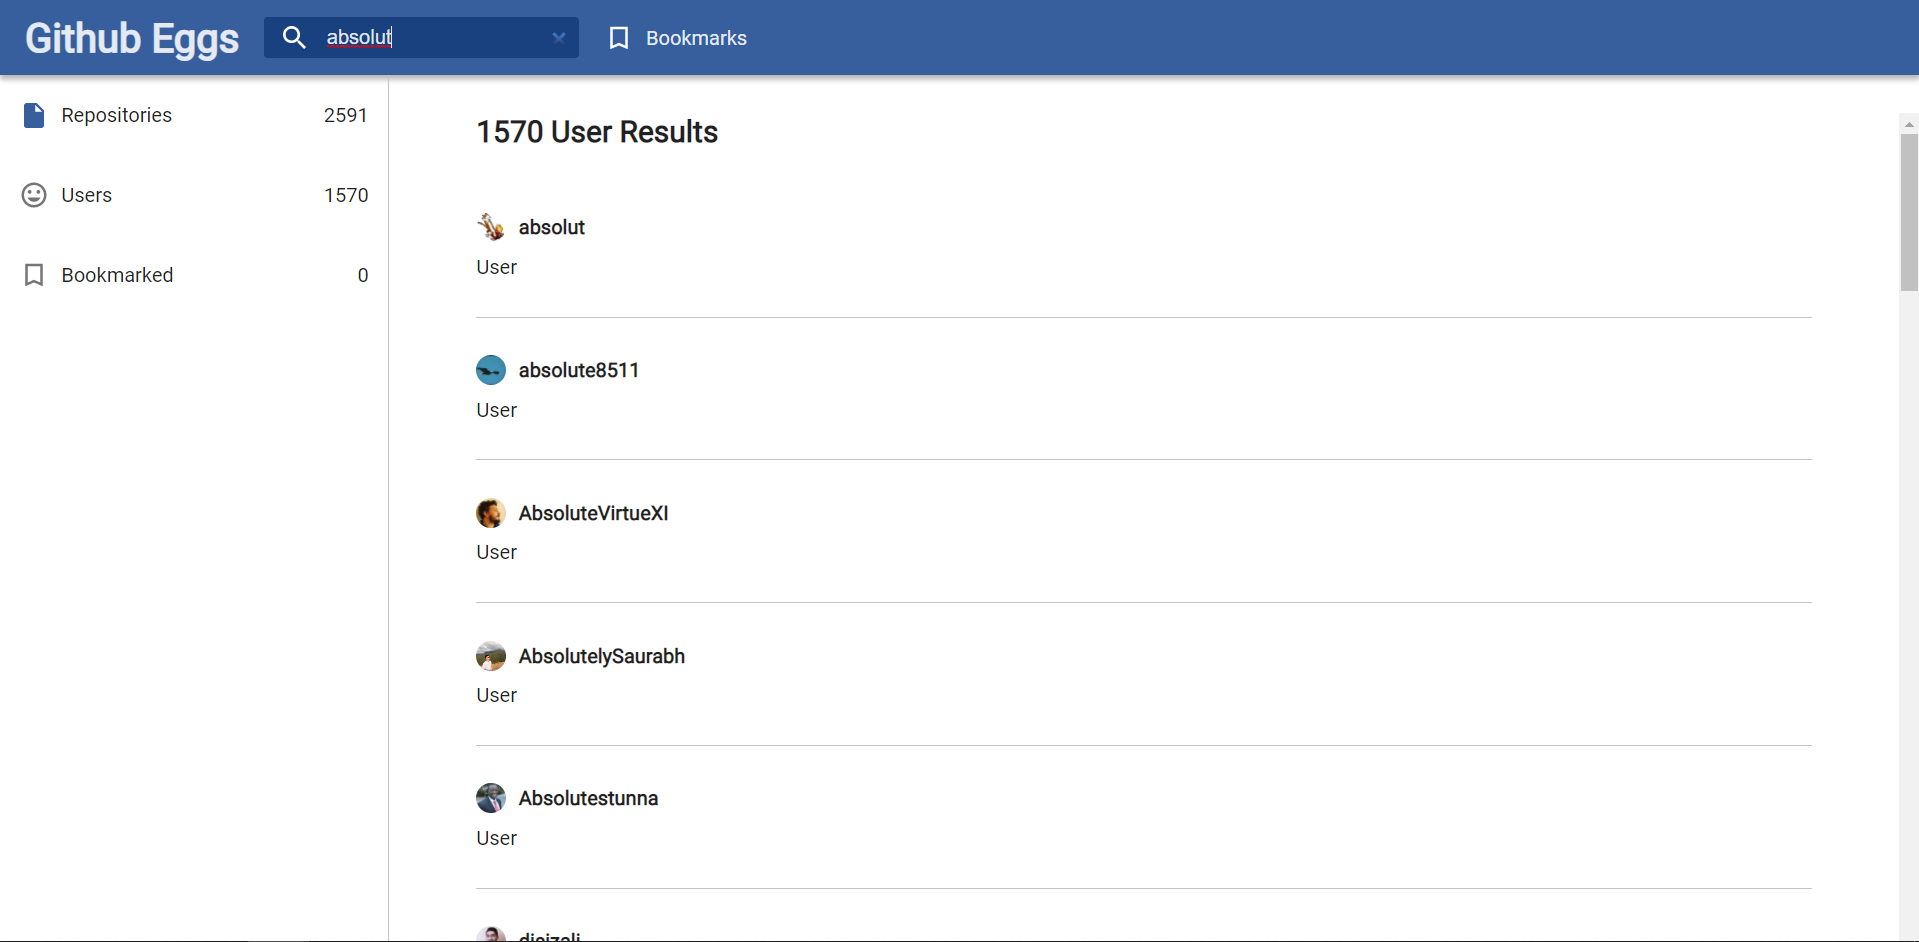 Github Eggs
absolut
Bookmarks
Repositories 2591
Users 1570
Bookmarked 0
1570 User Results
absolut
User
absolute8511
User
AbsoluteVirtueXI
User
AbsolutelySaurabh
User
Absolutestunna
User